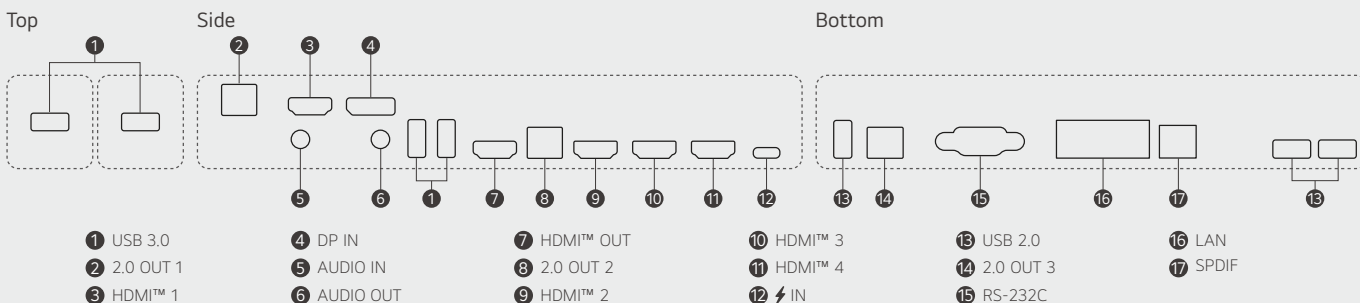 Top Side Bottom
1
2 3 4
5 6 1 7 8 9 10 11 12 13 14 15 16 17 13
1 USB 3.0 4 DP IN 7 HDMI™ OUT 10 HDMI™ 3 13 USB 2.0 16 LAN
2 2.0 OUT 1 5 AUDIO IN 8 2.0 OUT 2 11 HDMI™ 4 14 2.0 OUT 3 17 SPDIF
3 HDMI™ 1 6 AUDIO OUT 9 HDMI™ 2 12 ⚡ IN 15 RS-232C